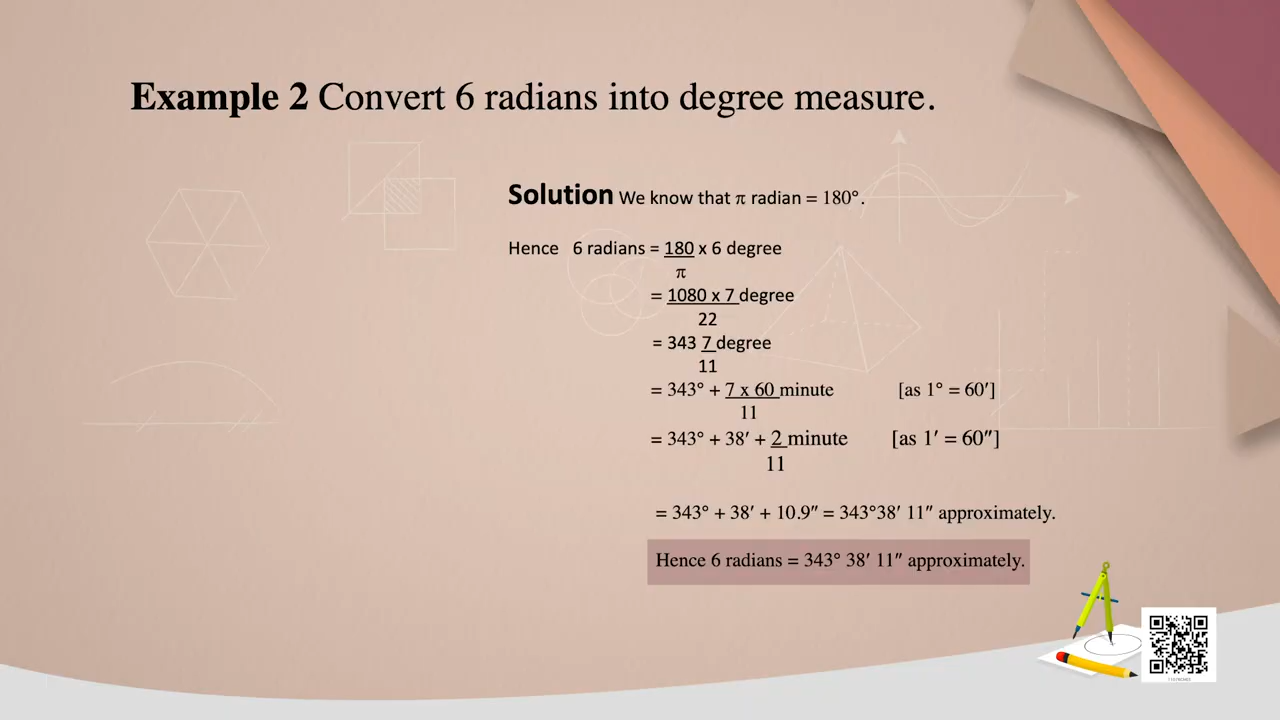 Example 2 Convert 6 radians into degree measure.
Solution We know that π radian = 180°.
Hence 6 radians = 180 x 6 degree
π
= 1080 x 7 degree
22
= 343 7 degree
11
= 343° + 7 x 60 minute [as 1° = 60′]
11
= 343° + 38′ + 2 minute [as 1′ = 60″]
11
= 343° + 38′ + 10.9″ = 343°38′ 11″ approximately.
Hence 6 radians = 343° 38′ 11″ approximately.